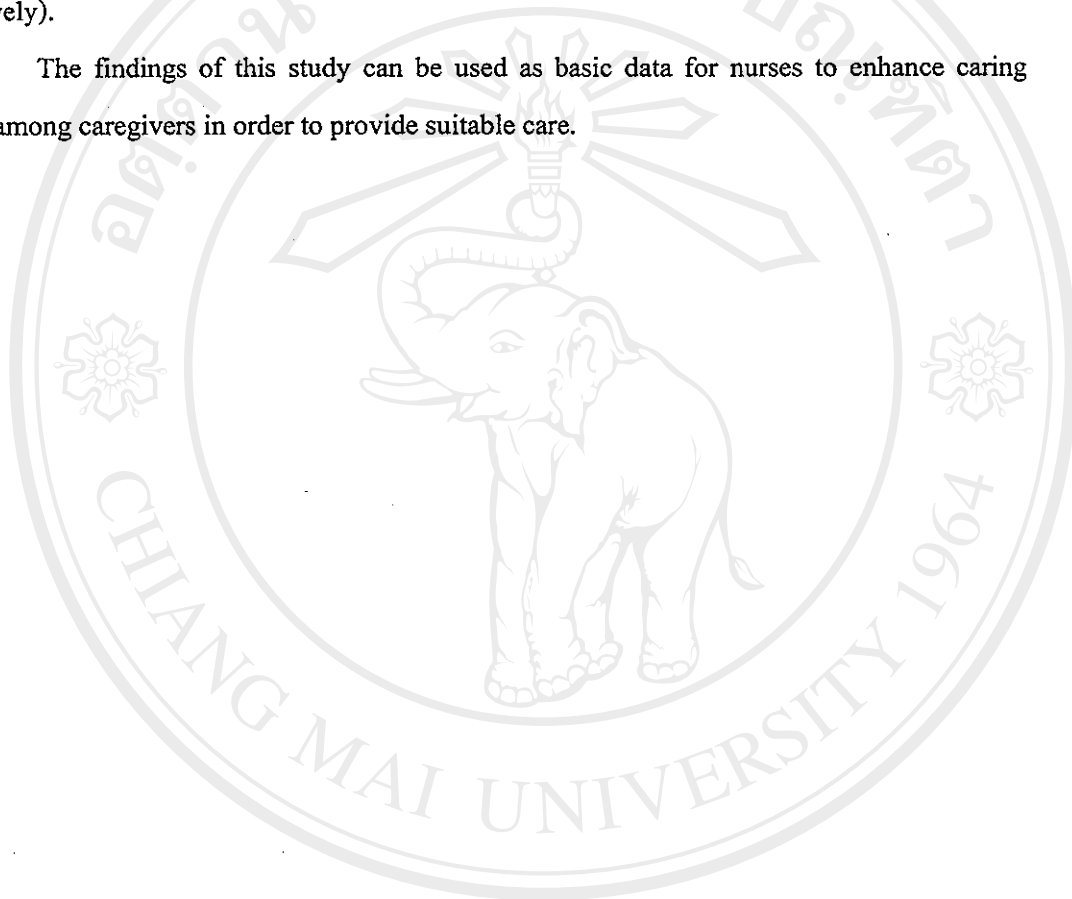 ely).
The findings of this study can be used as basic data for nurses to enhance caring
among caregivers in order to provide suitable care.
CHIANG MAI UNIVERSITY 1964